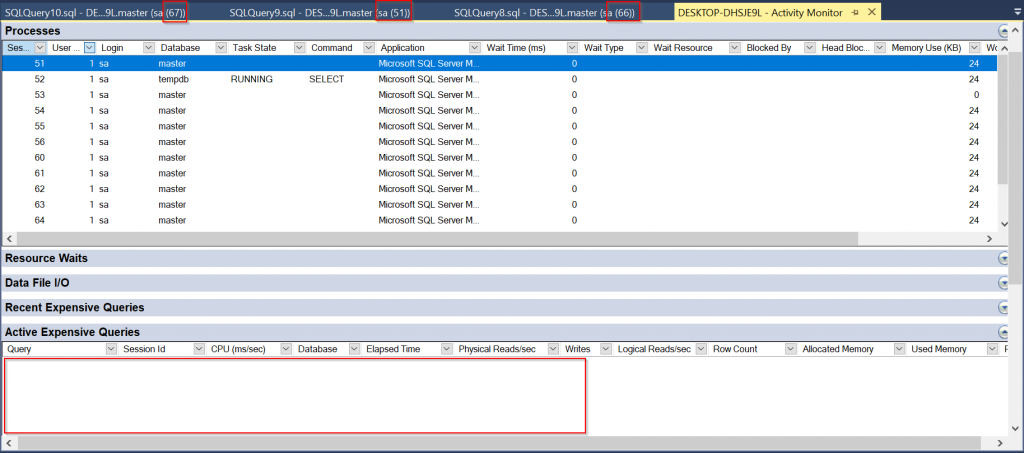 SQLQuery10.sql - DES...9L.master (sa (67)) SQLQuery9.sql - DES...9L.master (sa (51)) SQLQuery8.sql - DES...9L.master (sa (66)) DESKTOP-DHSJE9L - Activity Monitor
Processes
Ses... User ... Login Database Task State Command Application Wait Time (ms) Wait Type Wait Resource Blocked By Head Bloc... Memory Use (KB) Wo
51 1 sa master Microsoft SQL Server M... 0 24
52 1 sa tempdb RUNNING SELECT Microsoft SQL Server M... 0 24
53 1 sa master Microsoft SQL Server M... 0 0
54 1 sa master Microsoft SQL Server M... 0 24
55 1 sa master Microsoft SQL Server M... 0 24
56 1 sa master Microsoft SQL Server M... 0 24
60 1 sa master Microsoft SQL Server M... 0 24
61 1 sa master Microsoft SQL Server M... 0 24
62 1 sa master Microsoft SQL Server M... 0 24
63 1 sa master Microsoft SQL Server M... 0 24
64 1 sa master Microsoft SQL Server M... 0 24
Resource Waits
Data File I/O
Recent Expensive Queries
Active Expensive Queries
Query Session Id CPU (ms/sec) Database Elapsed Time Physical Reads/sec Writes Logical Reads/sec Row Count Allocated Memory Used Memory